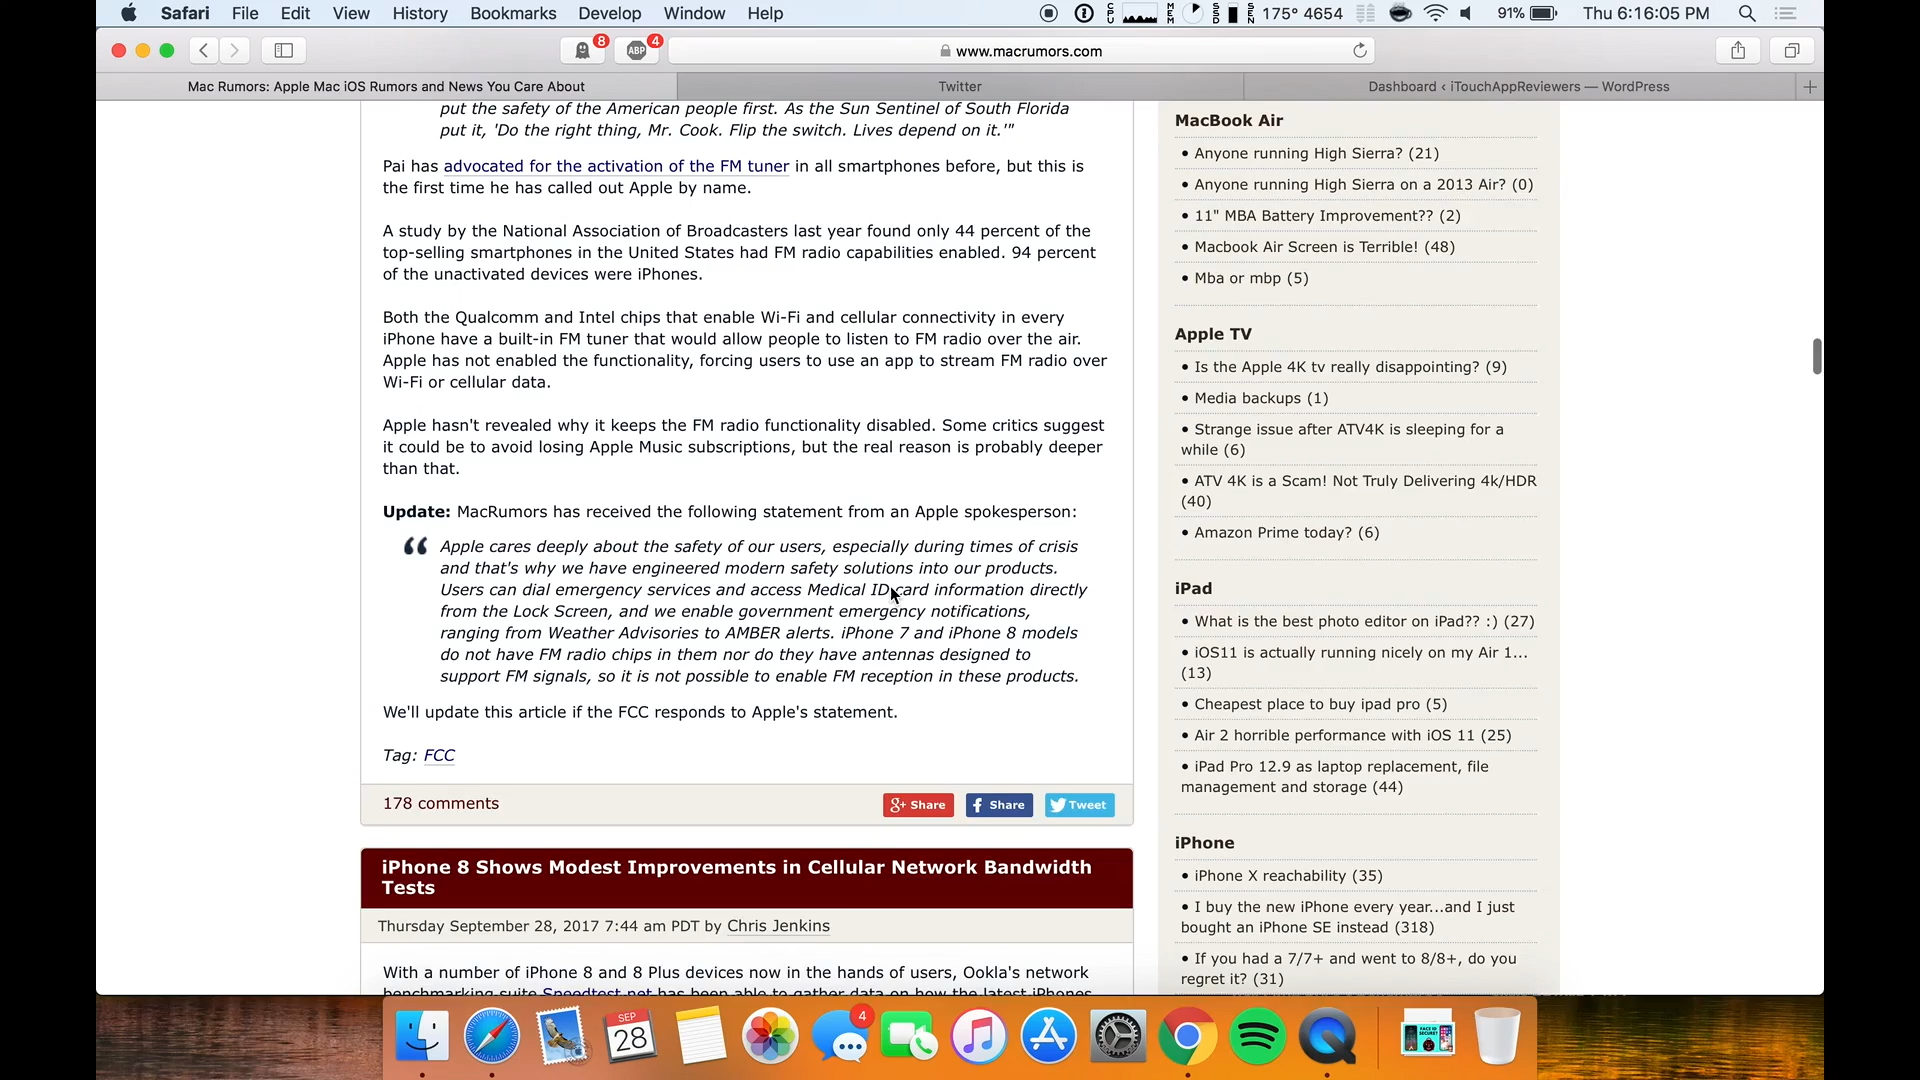 Safari File Edit View History Bookmarks Develop Window Help
CPU MEM SSD SEN 175° 4654 91% Thu 6:16:05 PM
8 ABP 4 www.macrumors.com
Mac Rumors: Apple Mac iOS Rumors and News You Care About
Twitter
Dashboard ‹ iTouchAppReviewers — WordPress
put the safety of the American people first. As the Sun Sentinel of South Florida
put it, 'Do the right thing, Mr. Cook. Flip the switch. Lives depend on it.'"
Pai has advocated for the activation of the FM tuner in all smartphones before, but this is
the first time he has called out Apple by name.
A study by the National Association of Broadcasters last year found only 44 percent of the
top-selling smartphones in the United States had FM radio capabilities enabled. 94 percent
of the unactivated devices were iPhones.
Both the Qualcomm and Intel chips that enable Wi-Fi and cellular connectivity in every
iPhone have a built-in FM tuner that would allow people to listen to FM radio over the air.
Apple has not enabled the functionality, forcing users to use an app to stream FM radio over
Wi-Fi or cellular data.
Apple hasn't revealed why it keeps the FM radio functionality disabled. Some critics suggest
it could be to avoid losing Apple Music subscriptions, but the real reason is probably deeper
than that.
Update: MacRumors has received the following statement from an Apple spokesperson:
“ Apple cares deeply about the safety of our users, especially during times of crisis
and that's why we have engineered modern safety solutions into our products.
Users can dial emergency services and access Medical ID card information directly
from the Lock Screen, and we enable government emergency notifications,
ranging from Weather Advisories to AMBER alerts. iPhone 7 and iPhone 8 models
do not have FM radio chips in them nor do they have antennas designed to
support FM signals, so it is not possible to enable FM reception in these products.
We'll update this article if the FCC responds to Apple's statement.
Tag: FCC
178 comments
g+ Share f Share Tweet
iPhone 8 Shows Modest Improvements in Cellular Network Bandwidth
Tests
Thursday September 28, 2017 7:44 am PDT by Chris Jenkins
With a number of iPhone 8 and 8 Plus devices now in the hands of users, Ookla's network
benchmarking suite Speedtest.net has been able to gather data on how the latest iPhones
MacBook Air
• Anyone running High Sierra? (21)
• Anyone running High Sierra on a 2013 Air? (0)
• 11" MBA Battery Improvement?? (2)
• Macbook Air Screen is Terrible! (48)
• Mba or mbp (5)
Apple TV
• Is the Apple 4K tv really disappointing? (9)
• Media backups (1)
• Strange issue after ATV4K is sleeping for a
while (6)
• ATV 4K is a Scam! Not Truly Delivering 4k/HDR
(40)
• Amazon Prime today? (6)
iPad
• What is the best photo editor on iPad?? :) (27)
• iOS11 is actually running nicely on my Air 1...
(13)
• Cheapest place to buy ipad pro (5)
• Air 2 horrible performance with iOS 11 (25)
• iPad Pro 12.9 as laptop replacement, file
management and storage (44)
iPhone
• iPhone X reachability (35)
• I buy the new iPhone every year...and I just
bought an iPhone SE instead (318)
• If you had a 7/7+ and went to 8/8+, do you
regret it? (31)
SEP
28
4